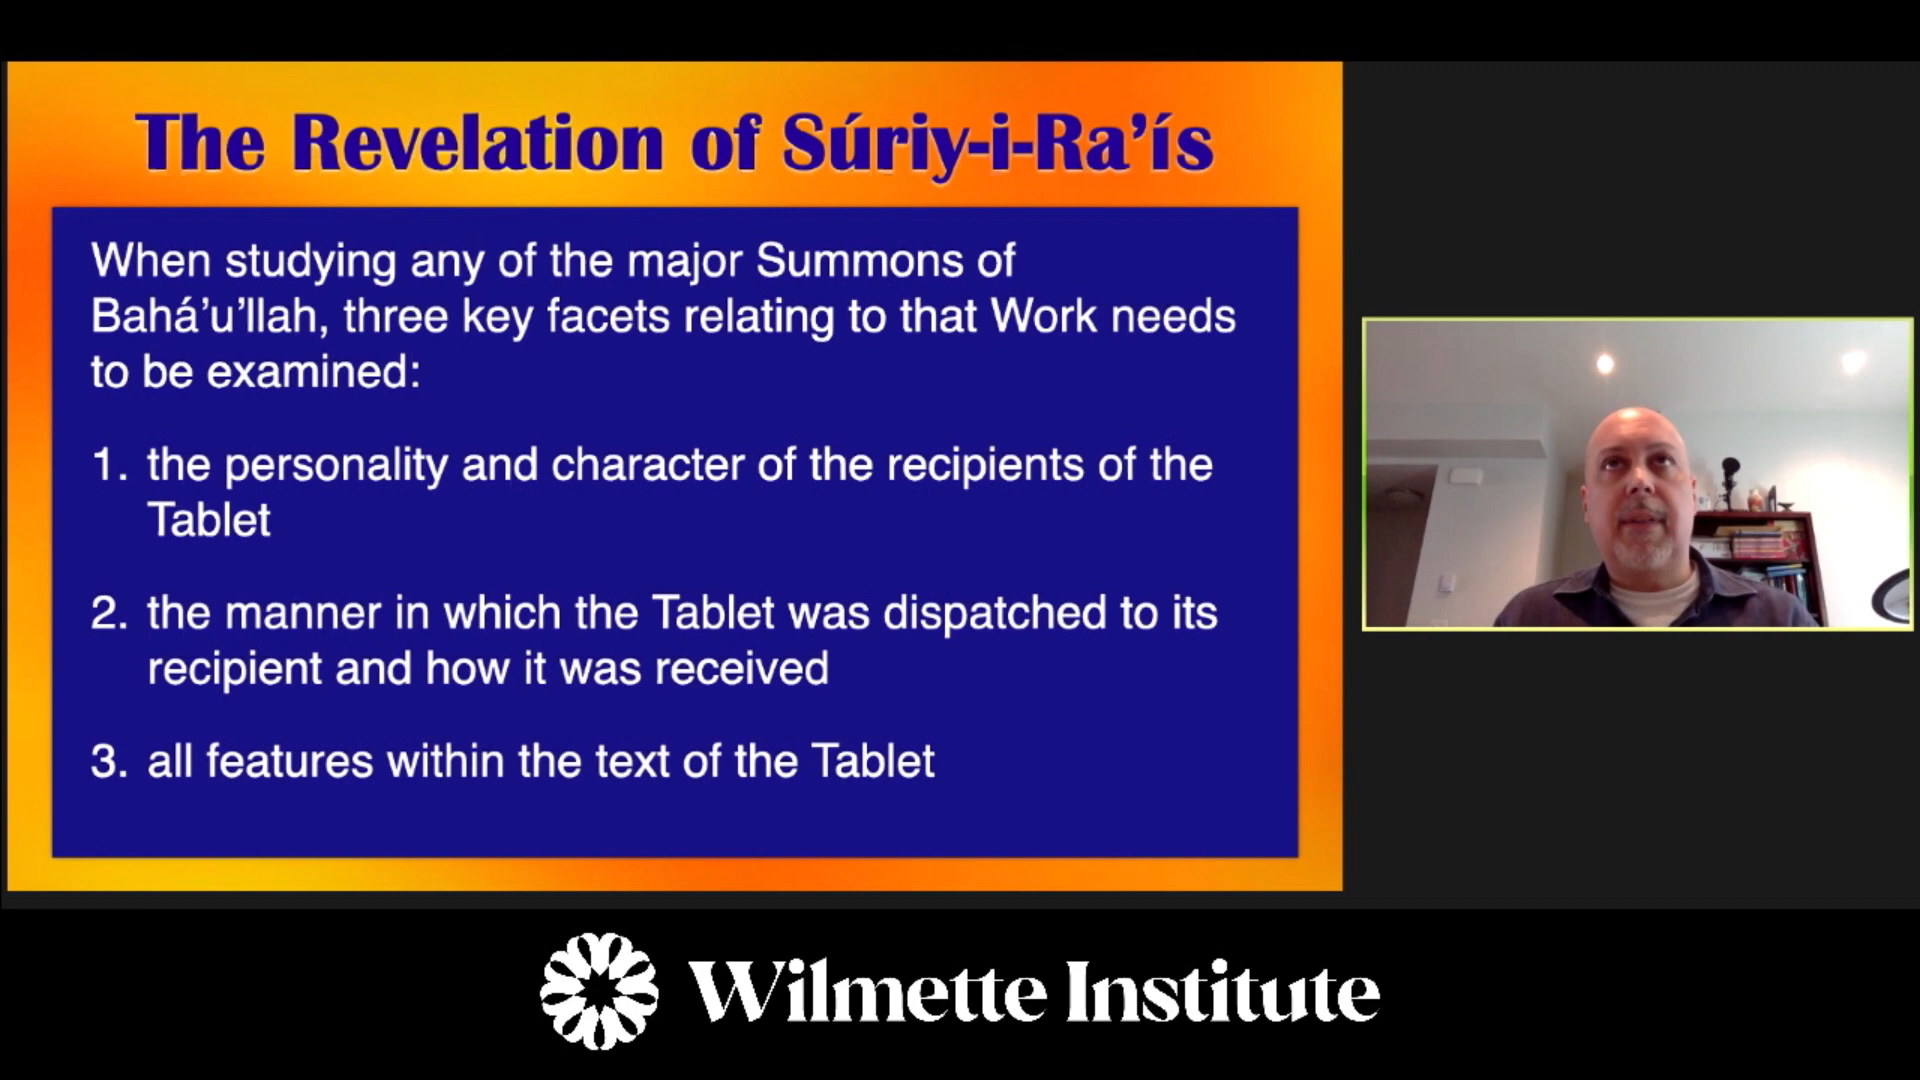 The Revelation of Súriy-i-Ra’ís
When studying any of the major Summons of
Bahá’u’llah, three key facets relating to that Work needs
to be examined:
1. the personality and character of the recipients of the
Tablet
2. the manner in which the Tablet was dispatched to its
recipient and how it was received
3. all features within the text of the Tablet
Wilmette Institute